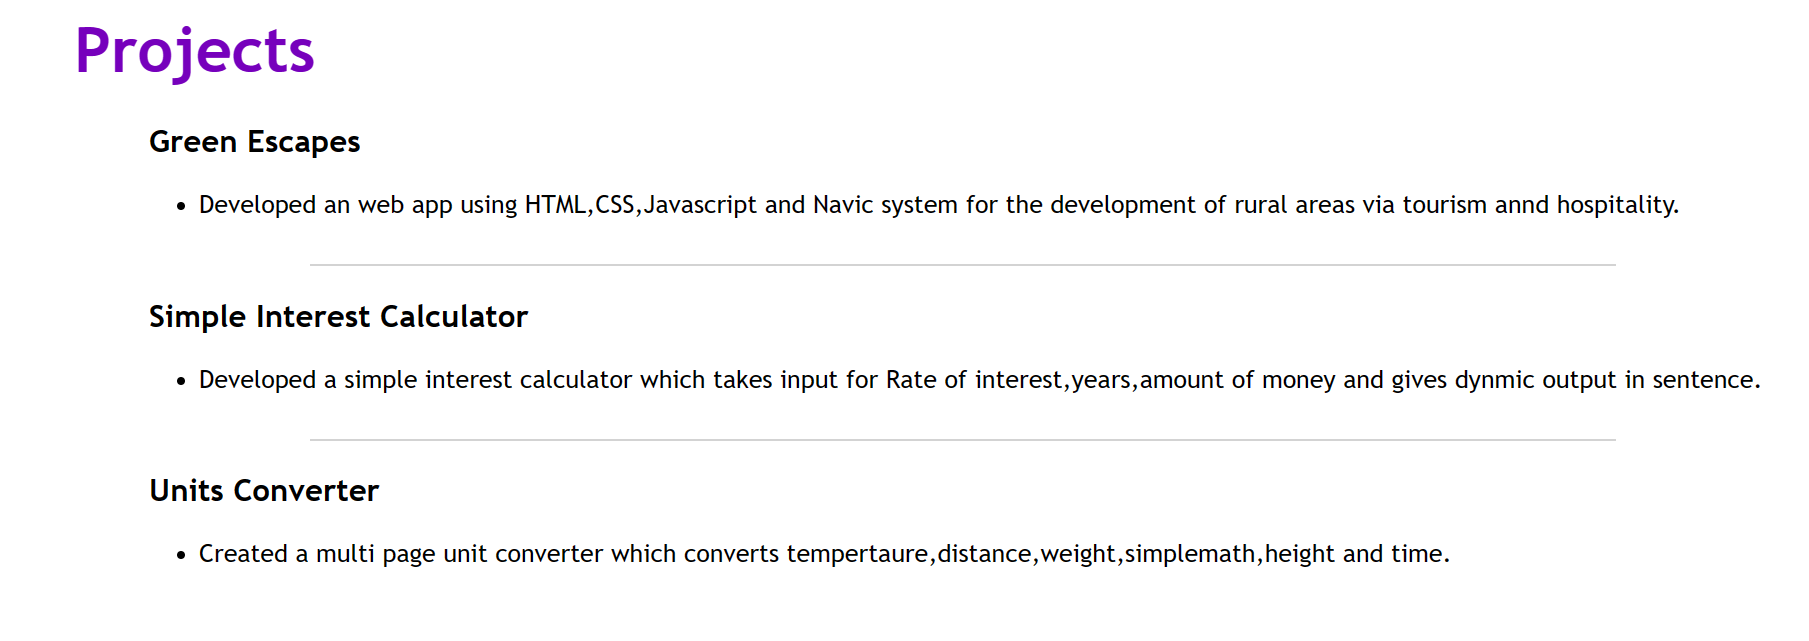 Projects
Green Escapes
• Developed an web app using HTML,CSS,Javascript and Navic system for the development of rural areas via tourism annd hospitality.
Simple Interest Calculator
• Developed a simple interest calculator which takes input for Rate of interest,years,amount of money and gives dynmic output in sentence.
Units Converter
• Created a multi page unit converter which converts tempertaure,distance,weight,simplemath,height and time.